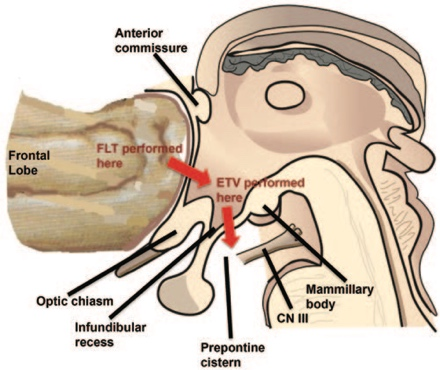 Anterior
commissure
Frontal
Lobe
FLT performed
here
ETV performed
here
Optic chiasm
Infundibular
recess
Prepontine
cistern
CN III
Mammillary
body